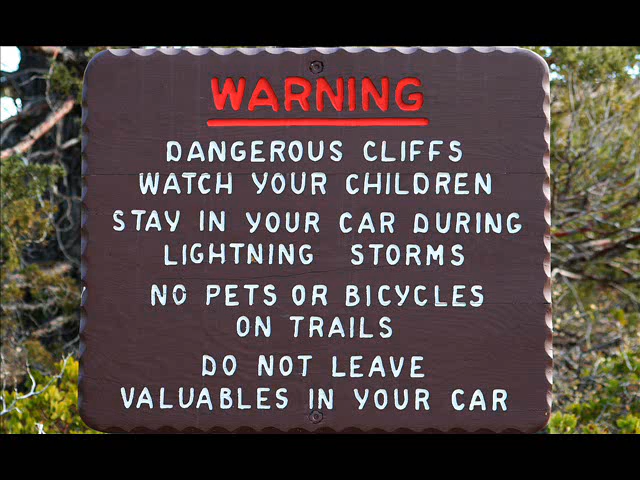 WARNING
DANGEROUS CLIFFS
WATCH YOUR CHILDREN
STAY IN YOUR CAR DURING
LIGHTNING STORMS
NO PETS OR BICYCLES
ON TRAILS
DO NOT LEAVE
VALUABLES IN YOUR CAR